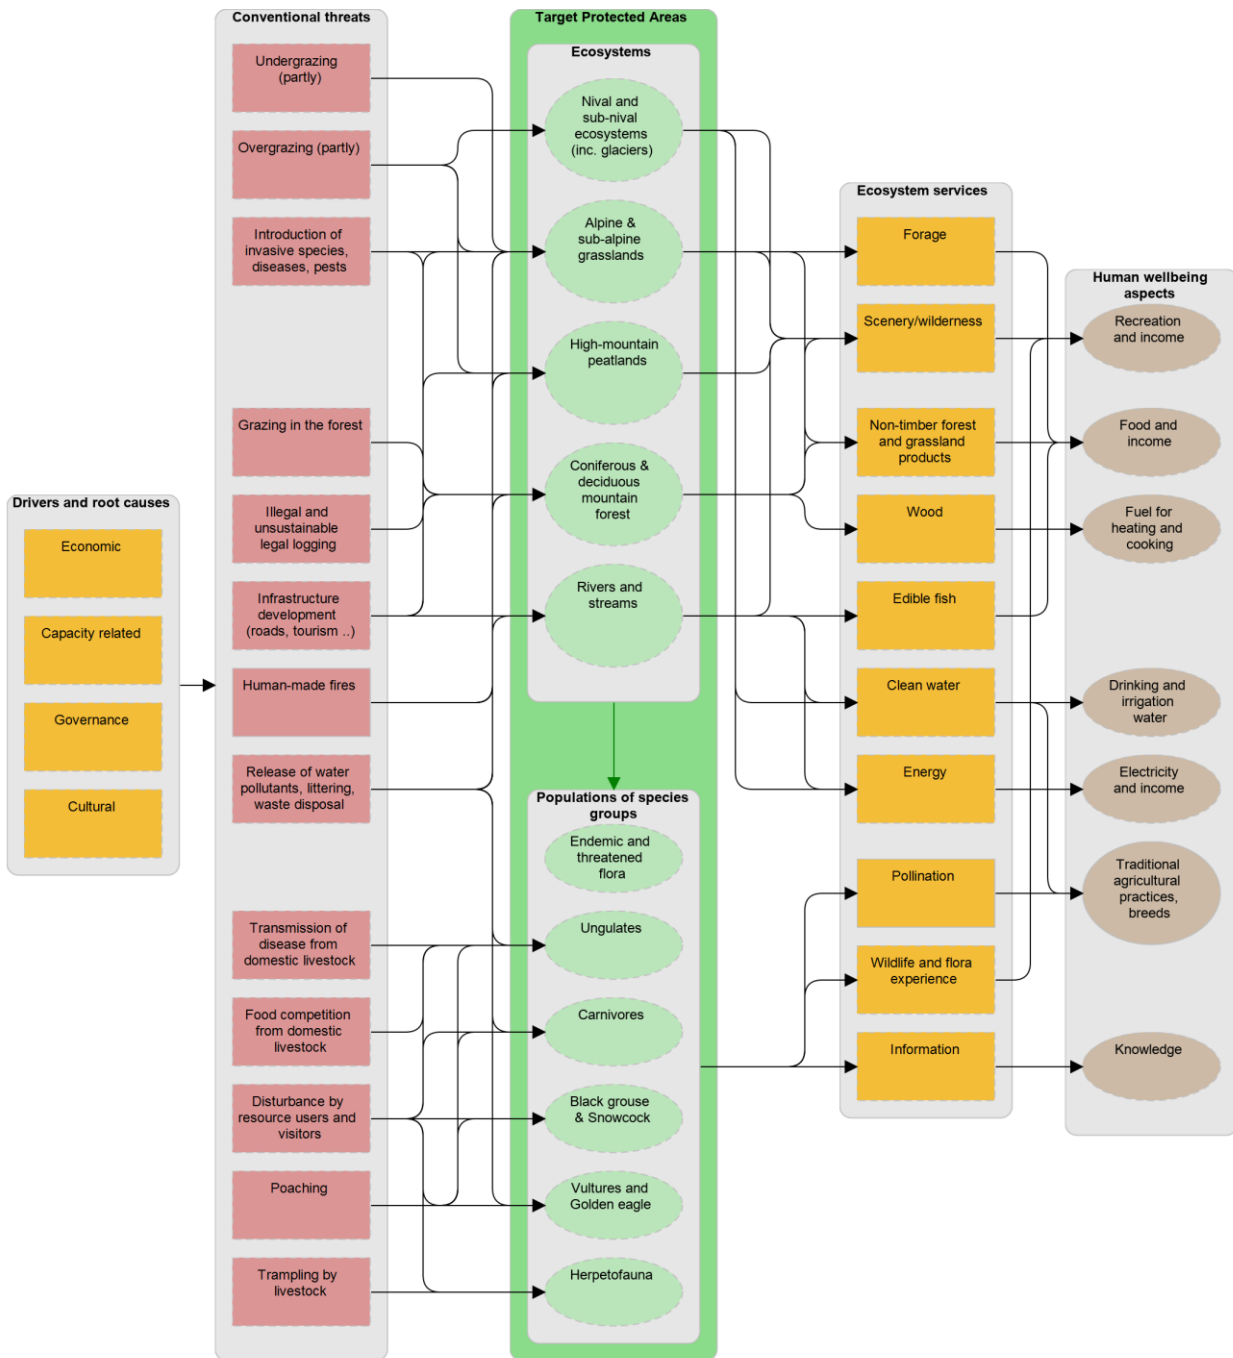 Drivers and root causes
Economic
Capacity related
Governance
Cultural
Conventional threats
Undergrazing
(partly)
Overgrazing (partly)
Introduction of
invasive species,
diseases, pests
Grazing in the forest
Illegal and
unsustainable
legal logging
Infrastructure
development
(roads, tourism ..)
Human-made fires
Release of water
pollutants, littering,
waste disposal
Transmission of
disease from
domestic livestock
Food competition
from domestic
livestock
Disturbance by
resource users and
visitors
Poaching
Trampling by
livestock
Target Protected Areas
Ecosystems
Nival and
sub-nival
ecosystems
(inc. glaciers)
Alpine &
sub-alpine
grasslands
High-mountain
peatlands
Coniferous &
deciduous
mountain
forest
Rivers and
streams
Populations of species
groups
Endemic and
threatened
flora
Ungulates
Carnivores
Black grouse
& Snowcock
Vultures and
Golden eagle
Herpetofauna
Ecosystem services
Forage
Scenery/wilderness
Non-timber forest
and grassland
products
Wood
Edible fish
Clean water
Energy
Pollination
Wildlife and flora
experience
Information
Human wellbeing
aspects
Recreation
and income
Food and
income
Fuel for
heating and
cooking
Drinking and
irrigation
water
Electricity
and income
Traditional
agricultural
practices,
breeds
Knowledge